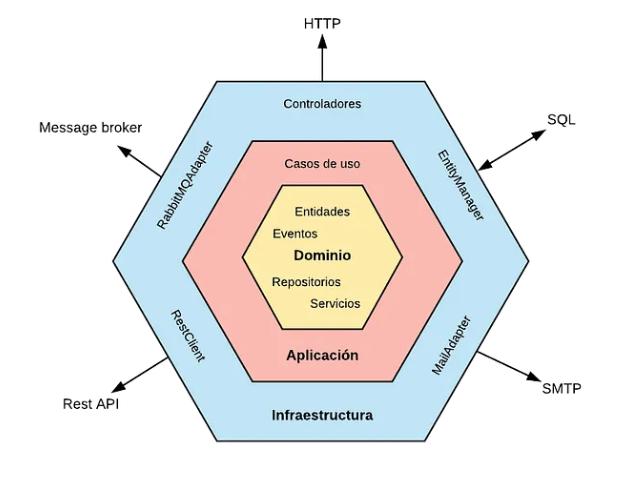 HTTP
Message broker
SQL
Controladores
RabbitMQAdapter
EntityManager
Casos de uso
Entidades
Eventos
Dominio
Repositorios
Servicios
RestClient
MailAdapter
Aplicación
Infraestructura
Rest API
SMTP